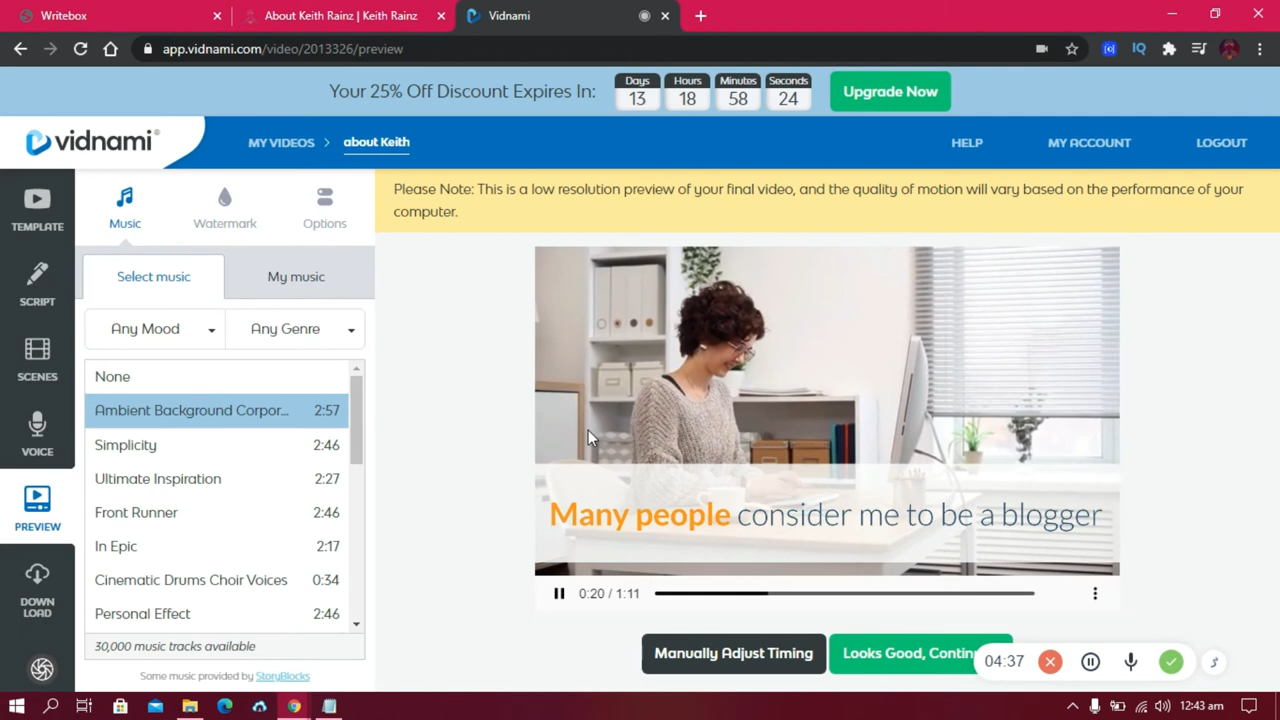 Writebox
About Keith Rainz | Keith Rainz
Vidnami
app.vidnami.com/video/2013326/preview
IQ
Your 25% Off Discount Expires In:
Days
Hours
Minutes
Seconds
13
18
58
24
Upgrade Now
vidnami®
MY VIDEOS > about Keith
HELP
MY ACCOUNT
LOGOUT
TEMPLATE
SCRIPT
SCENES
VOICE
PREVIEW
DOWN
LOAD
Music
Watermark
Options
Select music
My music
Any Mood
Any Genre
None
Ambient Background Corpor... 2:57
Simplicity 2:46
Ultimate Inspiration 2:27
Front Runner 2:46
In Epic 2:17
Cinematic Drums Choir Voices 0:34
Personal Effect 2:46
30,000 music tracks available
Some music provided by StoryBlocks
Please Note: This is a low resolution preview of your final video, and the quality of motion will vary based on the performance of your
computer.
Many people consider me to be a blogger
0:20 / 1:11
Manually Adjust Timing
Looks Good, Contin
04:37
12:43 am